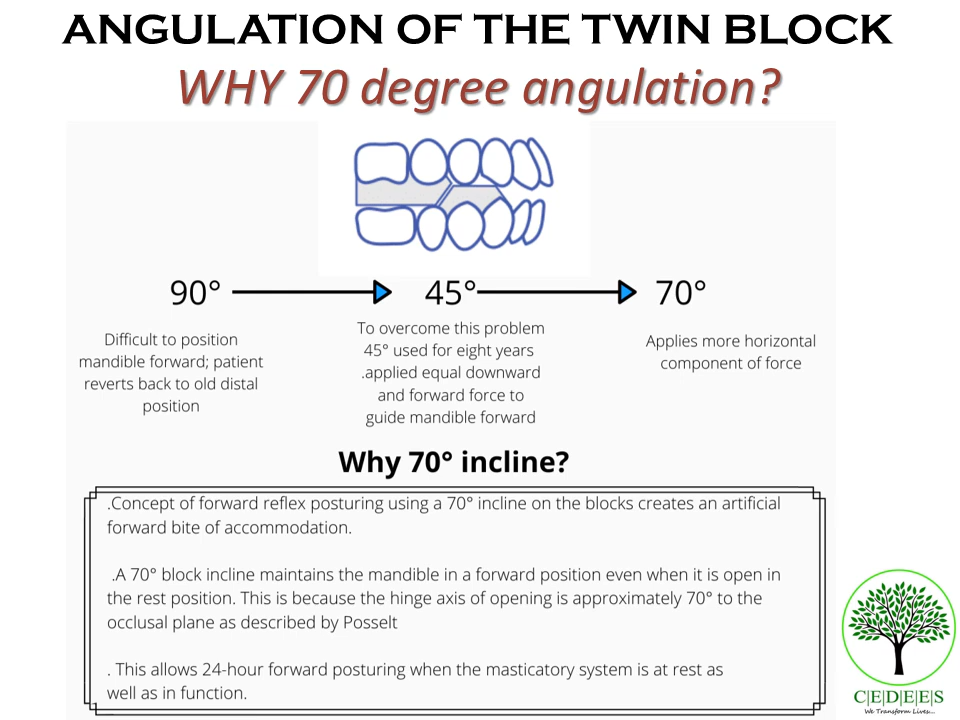 ANGULATION OF THE TWIN BLOCK
WHY 70 degree angulation?
90°
45°
70°
Difficult to position
mandible forward; patient
reverts back to old distal
position
To overcome this problem
45° used for eight years
.applied equal downward
and forward force to
guide mandible forward
Applies more horizontal
component of force
Why 70° incline?
.Concept of forward reflex posturing using a 70° incline on the blocks creates an artificial
forward bite of accommodation.
.A 70° block incline maintains the mandible in a forward position even when it is open in
the rest position. This is because the hinge axis of opening is approximately 70° to the
occlusal plane as described by Posselt
. This allows 24-hour forward posturing when the masticatory system is at rest as
well as in function.
C|E|D|E|E|S
We Transform Lives...